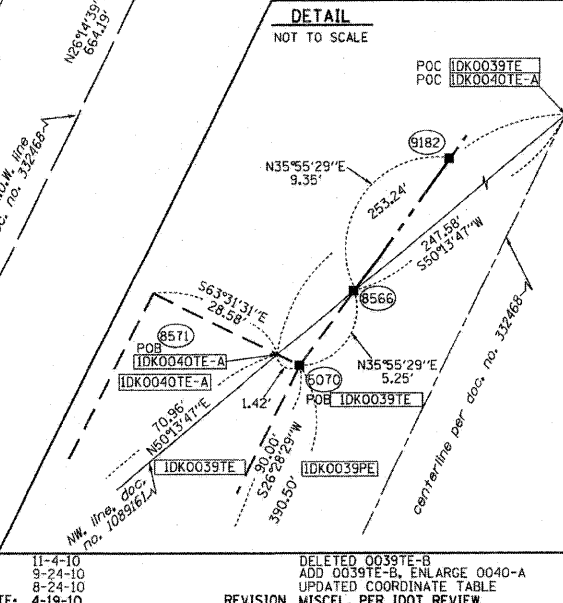 DETAIL
NOT TO SCALE
N26°14'39"
664.19'
N.W. line
doc. no. 332468
POC 1DK0039TE
POC 1DK0040TE-A
9182
N35°55'29"E
9.35'
253.24'
247.58'
S50°13'47"W
8566
S63°31'31"E
28.58'
8571
POB
1DK0040TE-A
1DK0040TE-A
N35°55'29"E
5.25'
5070
POB 1DK0039TE
1.42'
70.96'
N50°13'47"E
1DK0039TE
90.00'
S26°28'29"W
390.50'
1DK0039PE
NW. line, doc.
no. 1089161
centerline per doc. no. 332468
11-4-10 DELETED 0039TE-B
9-24-10 ADD 0039TE-B, ENLARGE 0040-A
8-24-10 UPDATED COORDINATE TABLE
TE: 4-19-10 REVISION MISCEL. PER IDOT REVIEW